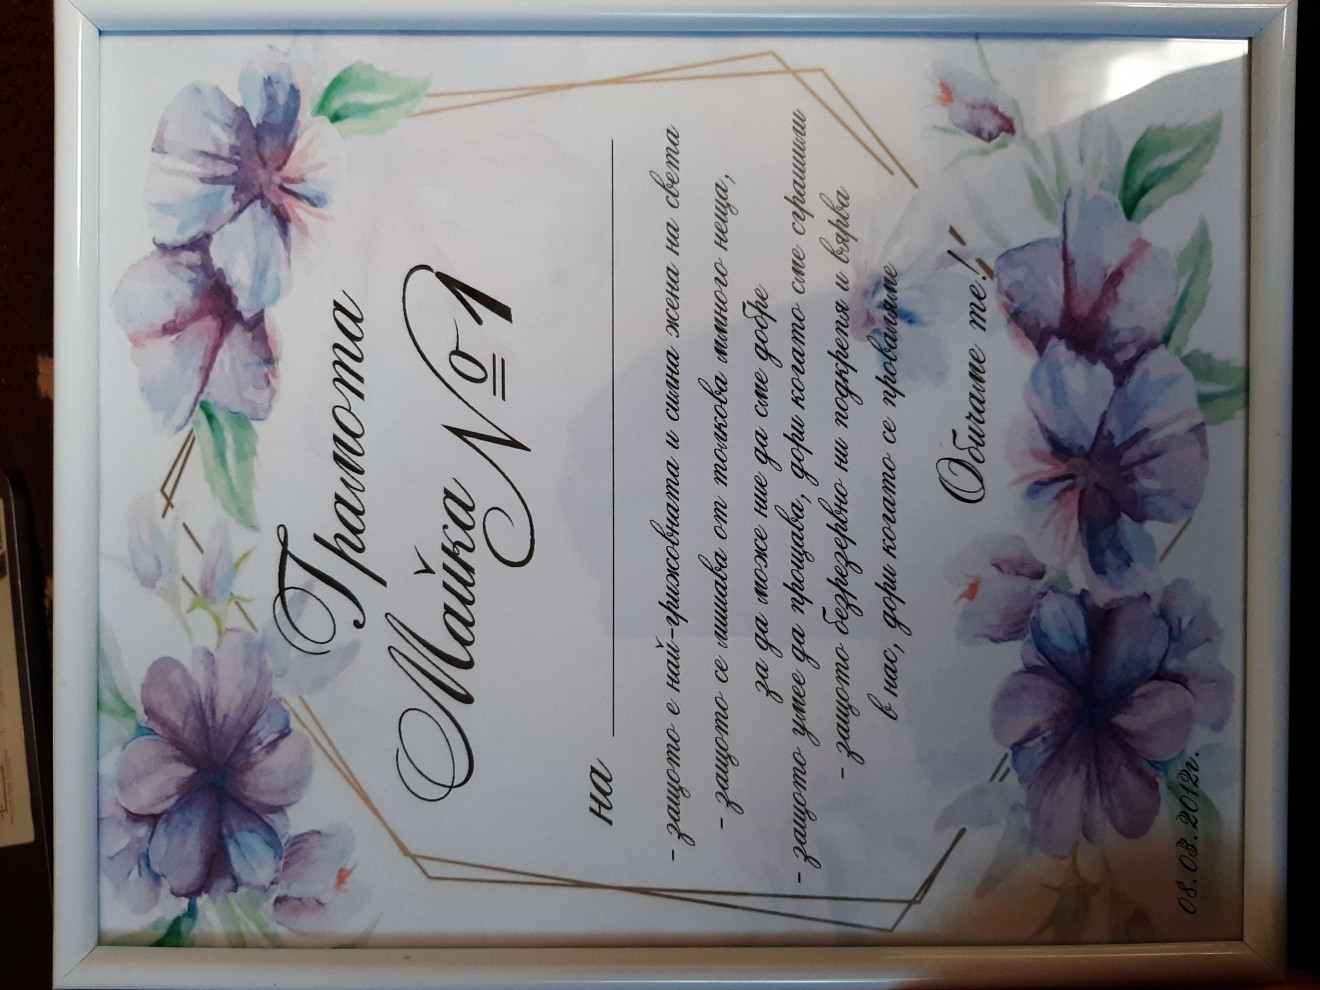 Грамота
Майка № 1
на
- защото е най-грижовната и силна жена на света
- защото се лишава от толкова много неща,
за да може ние да сме добре
- защото умее да прощава, дори когато сме сгрешили
- защото безрезервно ни подкрепя и вярва
в нас, дори когато се проваляме
Обичаме те!
08.03.2012г.